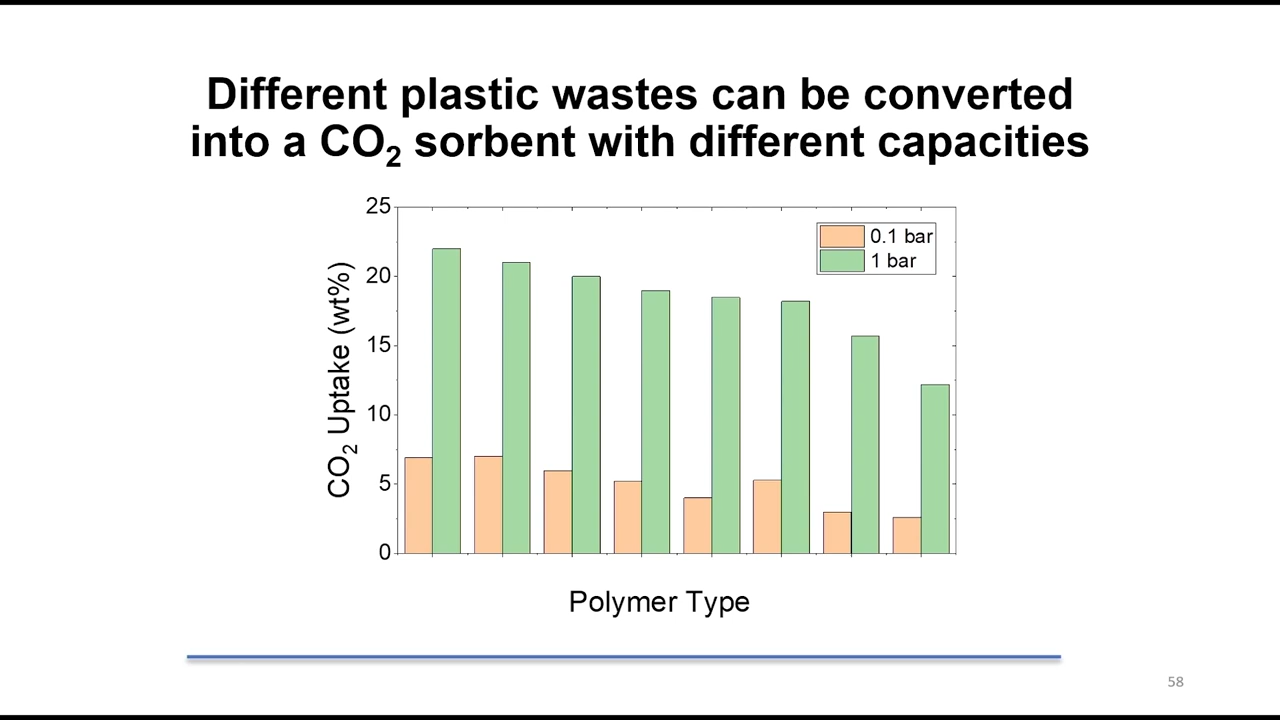 Different plastic wastes can be converted
into a CO₂ sorbent with different capacities
25
20
15
10
5
0
CO₂ Uptake (wt%)
0.1 bar
1 bar
Polymer Type
58